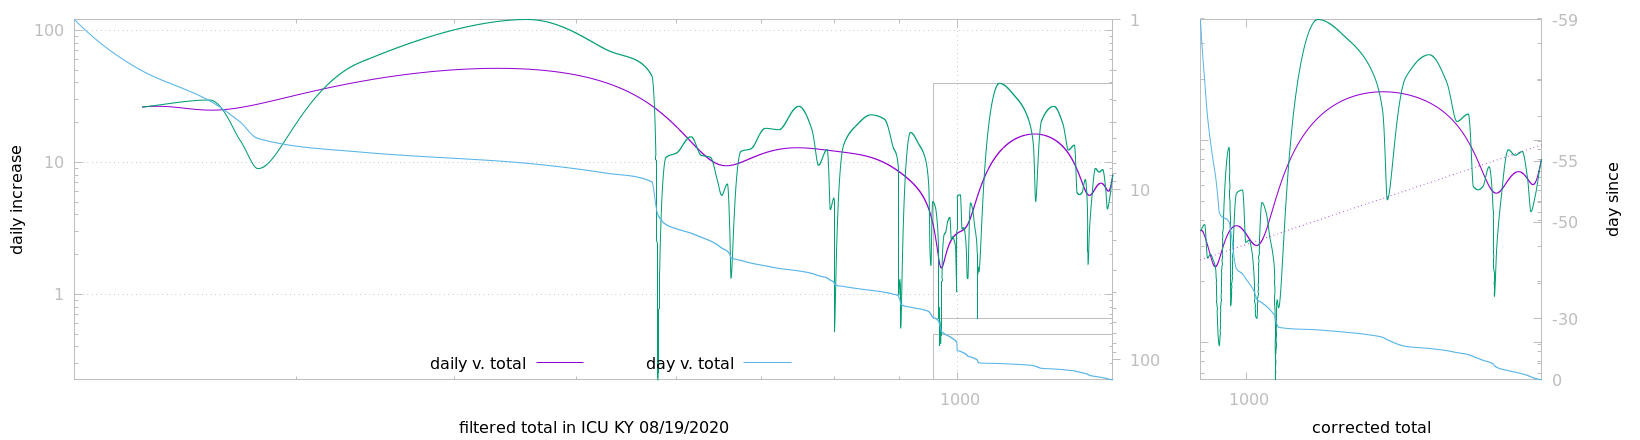 daily increase
100
10
1
daily v. total
day v. total
1000
filtered total in ICU KY 08/19/2020
1
10
100
1000
corrected total
-59
-55
-50
-30
0
day since